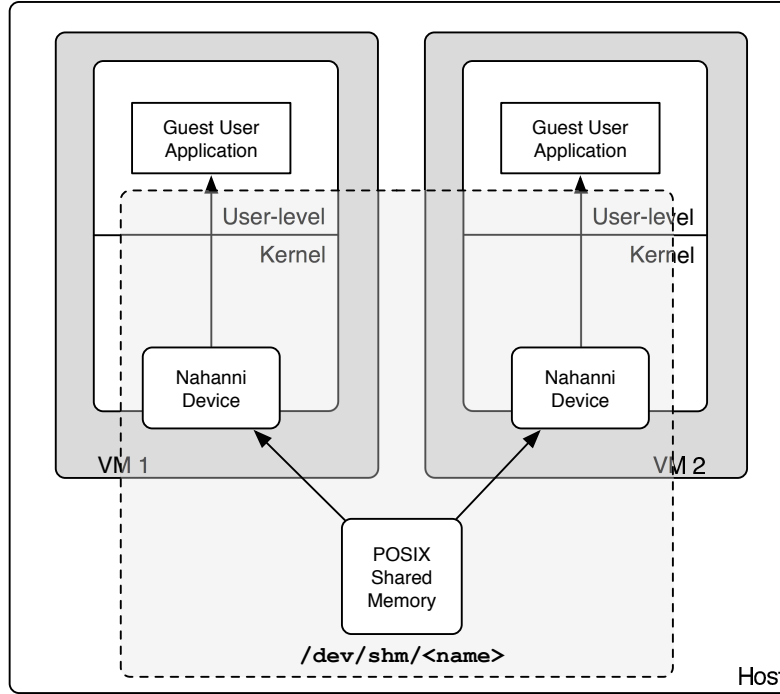 Guest User
Application
Guest User
Application
User-level
User-level
Kernel
Kernel
Nahanni
Device
Nahanni
Device
VM 1
VM 2
POSIX
Shared
Memory
/dev/shm/<name>
Host